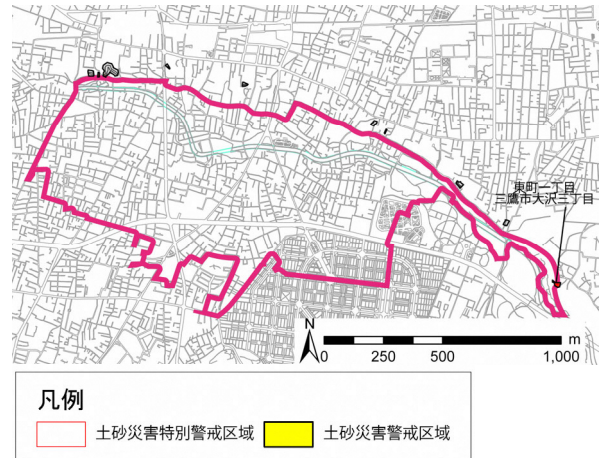 東町一丁目
三鷹市大沢三丁目
N
0 250 500 1,000 m
凡例
土砂災害特別警戒区域 土砂災害警戒区域